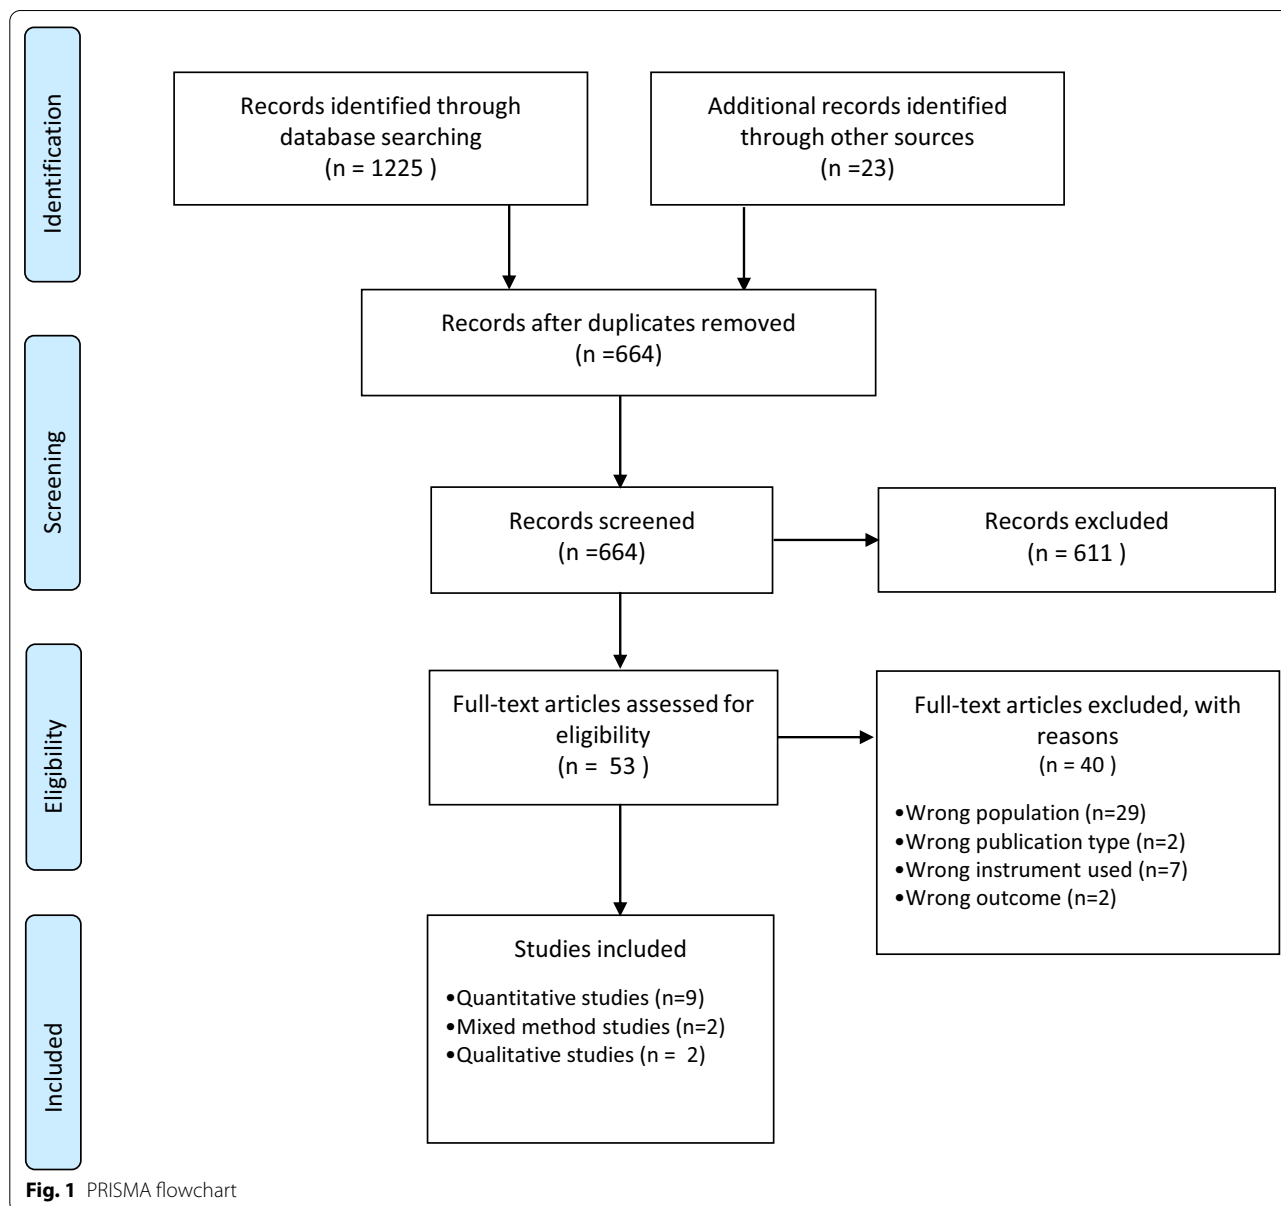 Identification
Records identified through
database searching
(n = 1225 )
Additional records identified
through other sources
(n =23)
Records after duplicates removed
(n =664)
Screening
Records screened
(n =664)
Records excluded
(n = 611 )
Eligibility
Full-text articles assessed for
eligibility
(n =  53 )
Full-text articles excluded, with
reasons
(n = 40 )
•Wrong population (n=29)
•Wrong publication type (n=2)
•Wrong instrument used (n=7)
•Wrong outcome (n=2)
Included
Studies included
•Quantitative studies (n=9)
•Mixed method studies (n=2)
•Qualitative studies (n =  2)
Fig. 1 PRISMA flowchart